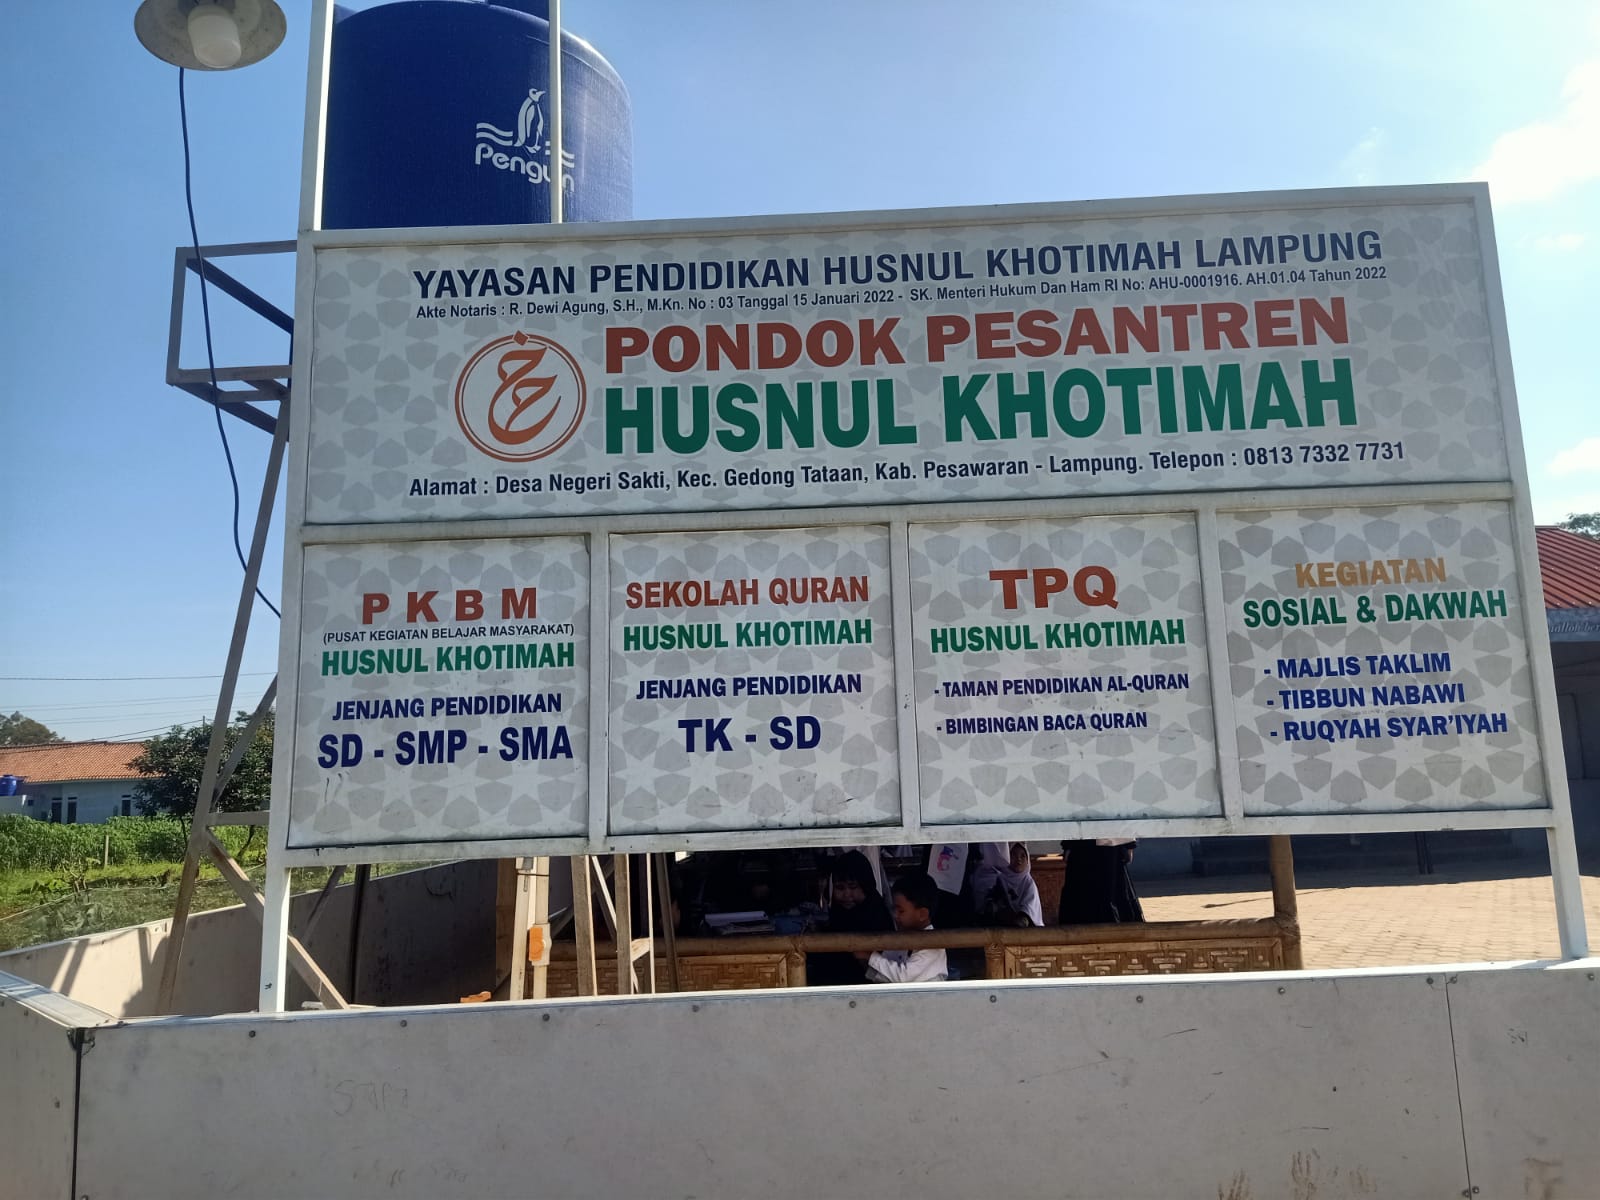 Penguin
YAYASAN PENDIDIKAN HUSNUL KHOTIMAH LAMPUNG
Akte Notaris : R. Dewi Agung, S.H., M.Kn. No : 03 Tanggal 15 Januari 2022 - SK. Menteri Hukum Dan Ham RI No: AHU-0001916. AH.01.04 Tahun 2022
PONDOK PESANTREN
HUSNUL KHOTIMAH
Alamat : Desa Negeri Sakti, Kec. Gedong Tataan, Kab. Pesawaran - Lampung. Telepon : 0813 7332 7731
PKBM
(PUSAT KEGIATAN BELAJAR MASYARAKAT)
HUSNUL KHOTIMAH
JENJANG PENDIDIKAN
SD - SMP - SMA
SEKOLAH QURAN
HUSNUL KHOTIMAH
JENJANG PENDIDIKAN
TK - SD
TPQ
HUSNUL KHOTIMAH
- TAMAN PENDIDIKAN AL-QURAN
- BIMBINGAN BACA QURAN
KEGIATAN
SOSIAL & DAKWAH
- MAJLIS TAKLIM
- TIBBUN NABAWI
- RUQYAH SYAR'IYAH